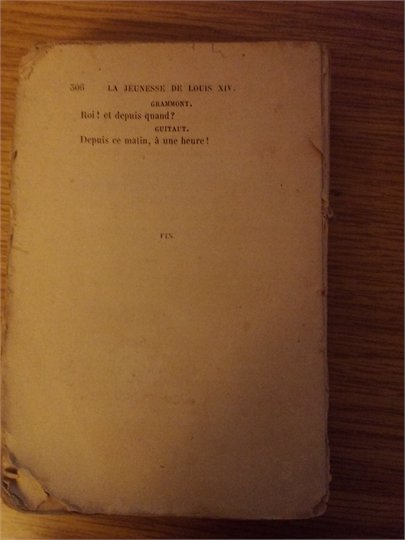 306 LA JEUNESSE DE LOUIS XIV.
GRAMMONT.
Roi! et depuis quand?
GUITAUT.
Depuis ce matin, à une heure!
FIN.